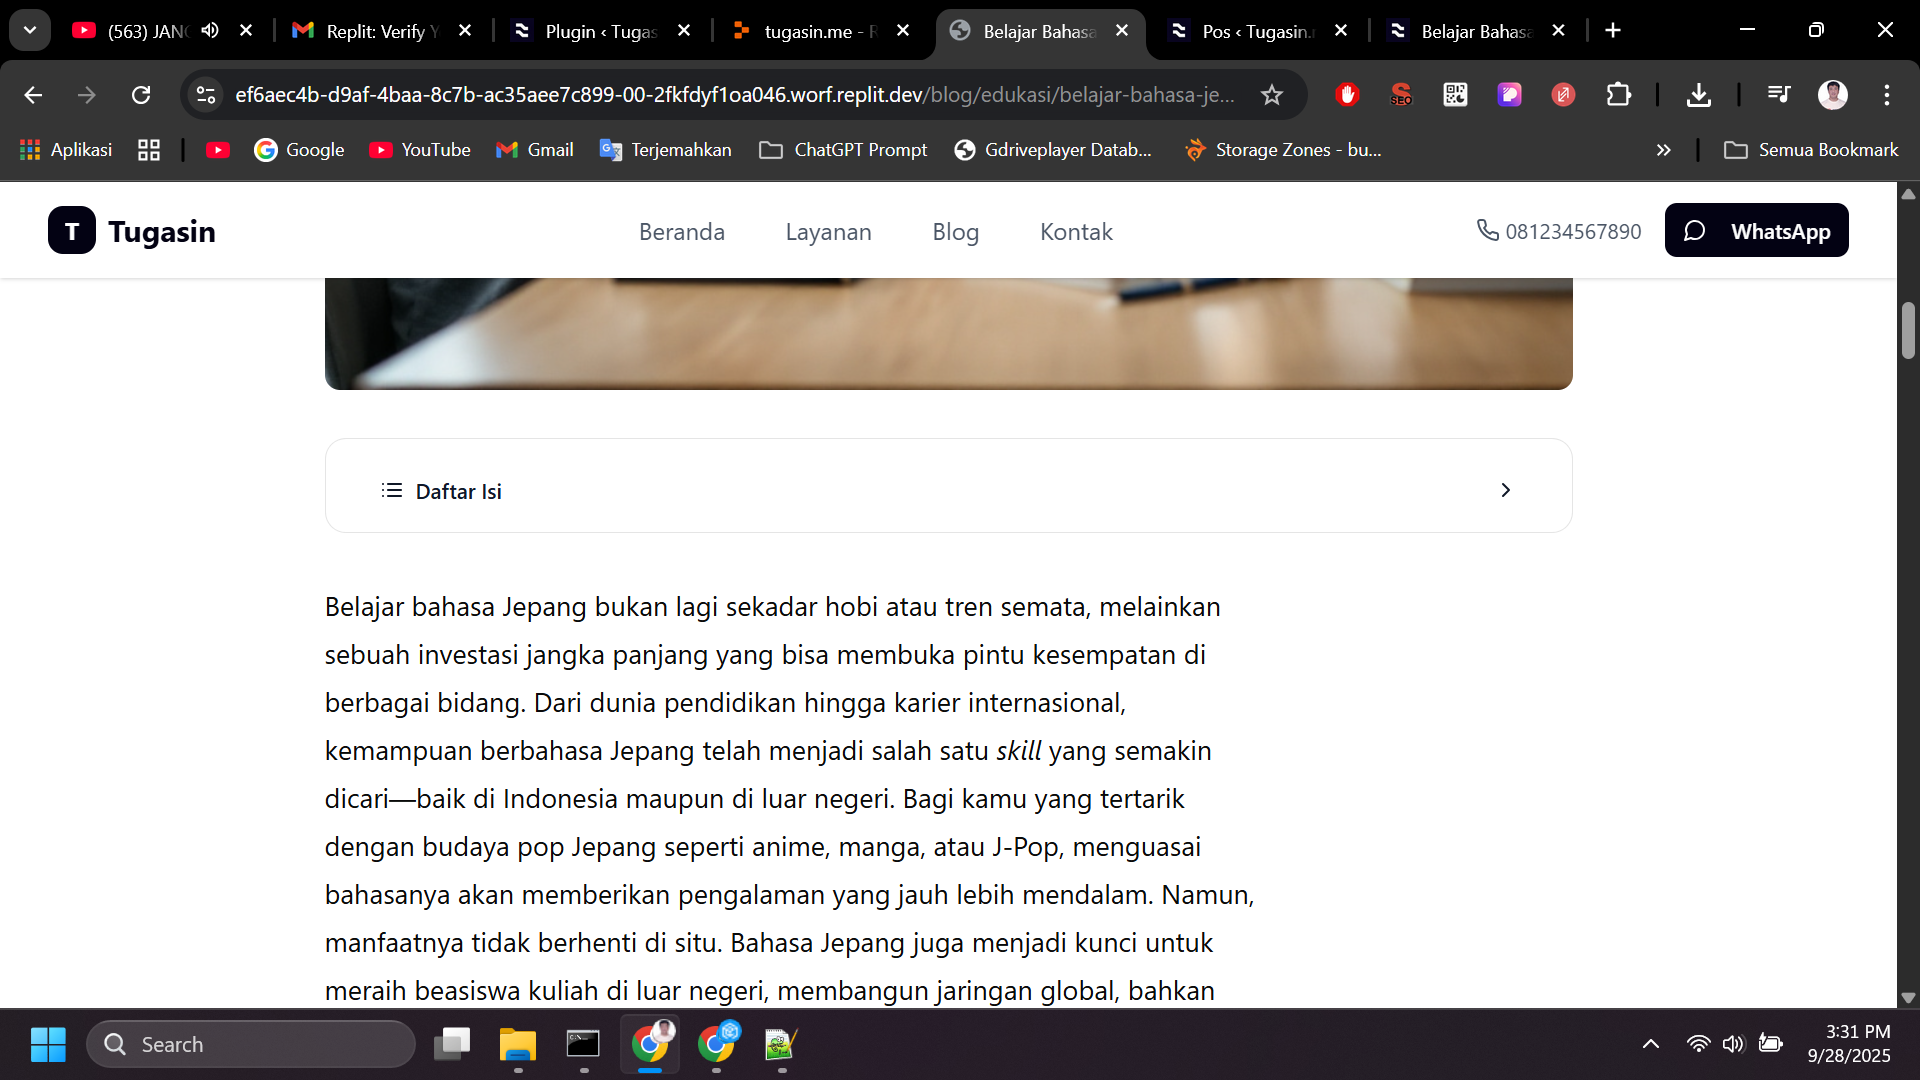 (563) JANG
Replit: Verify Y
Plugin ‹ Tugas
tugasin.me - R
Belajar Bahasa
Pos ‹ Tugasin.
Belajar Bahasa
ef6aec4b-d9af-4baa-8c7b-ac35aee7c899-00-2fkfdyf1oa046.worf.replit.dev/blog/edukasi/belajar-bahasa-je...
SEO
Aplikasi
Google
YouTube
Gmail
Terjemahkan
ChatGPT Prompt
Gdriveplayer Datab...
Storage Zones - bu...
Semua Bookmark
T Tugasin
Beranda
Layanan
Blog
Kontak
081234567890
WhatsApp
Daftar Isi
Belajar bahasa Jepang bukan lagi sekadar hobi atau tren semata, melainkan
sebuah investasi jangka panjang yang bisa membuka pintu kesempatan di
berbagai bidang. Dari dunia pendidikan hingga karier internasional,
kemampuan berbahasa Jepang telah menjadi salah satu skill yang semakin
dicari—baik di Indonesia maupun di luar negeri. Bagi kamu yang tertarik
dengan budaya pop Jepang seperti anime, manga, atau J-Pop, menguasai
bahasanya akan memberikan pengalaman yang jauh lebih mendalam. Namun,
manfaatnya tidak berhenti di situ. Bahasa Jepang juga menjadi kunci untuk
meraih beasiswa kuliah di luar negeri, membangun jaringan global, bahkan
Search
3:31 PM
9/28/2025